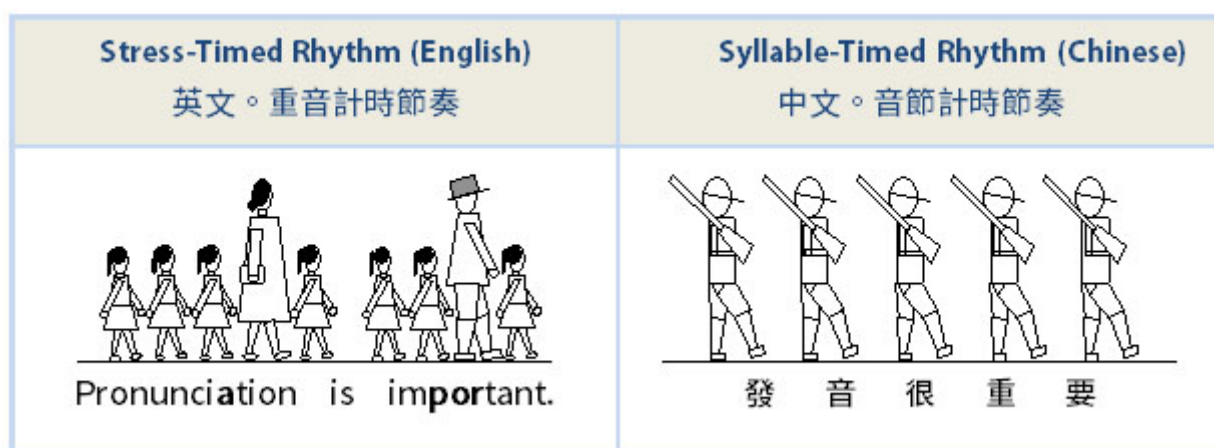 Stress-Timed Rhythm (English)
英文。重音計時節奏
Syllable-Timed Rhythm (Chinese)
中文。音節計時節奏
Pronunciation is important.
發音很重要